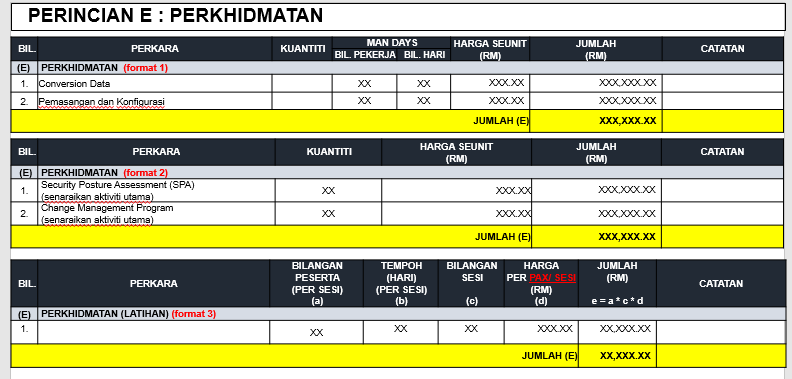 PERINCIAN E : PERKHIDMATAN
BIL. PERKARA KUANTITI MAN DAYS HARGA SEUNIT (RM) JUMLAH (RM) CATATAN
BIL. PEKERJA BIL. HARI
(E) PERKHIDMATAN (format 1)
1. Conversion Data XX XX XXX.XX XXX,XXX.XX
2. Pemasangan dan Konfigurasi XX XX XXX.XX XXX,XXX.XX
JUMLAH (E) XXX,XXX.XX
BIL. PERKARA KUANTITI HARGA SEUNIT (RM) JUMLAH (RM) CATATAN
(E) PERKHIDMATAN (format 2)
1. Security Posture Assessment (SPA) XX XXX.XX XXX,XXX.XX
(senaraikan aktiviti utama)
2. Change Management Program XX XXX.XX XXX,XXX.XX
(senaraikan aktiviti utama)
JUMLAH (E) XXX,XXX.XX
BIL. PERKARA BILANGAN PESERTA (PER SESI) (a) TEMPOH (HARI) (PER SESI) (b) BILANGAN SESI (c) HARGA PER PAX/ SESI (RM) (d) JUMLAH (RM) e = a * c * d CATATAN
(E) PERKHIDMATAN (LATIHAN) (format 3)
1. XX XX XX XXX.XX XX,XXX.XX
JUMLAH (E) XX,XXX.XX